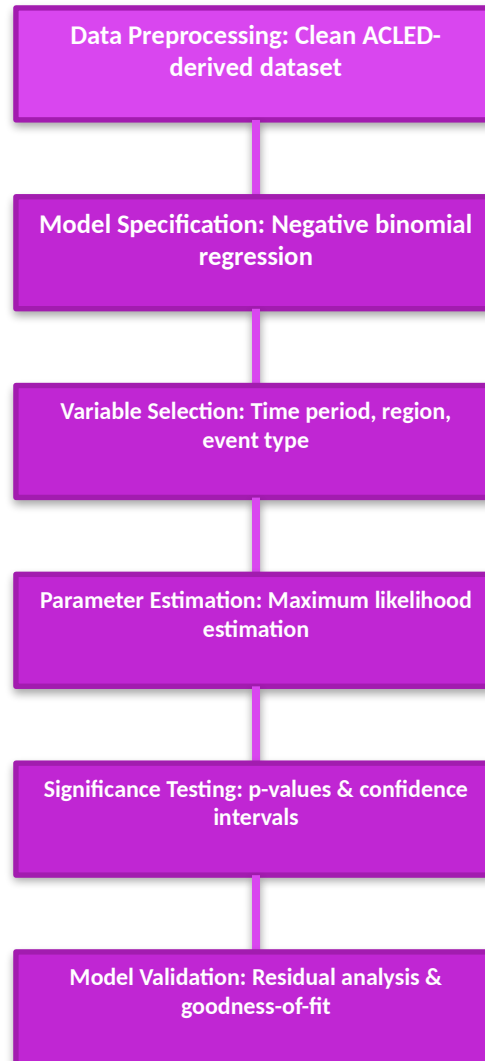 Data Preprocessing: Clean ACLED-
derived dataset
Model Specification: Negative binomial
regression
Variable Selection: Time period, region,
event type
Parameter Estimation: Maximum likelihood
estimation
Significance Testing: p-values & confidence
intervals
Model Validation: Residual analysis &
goodness-of-fit